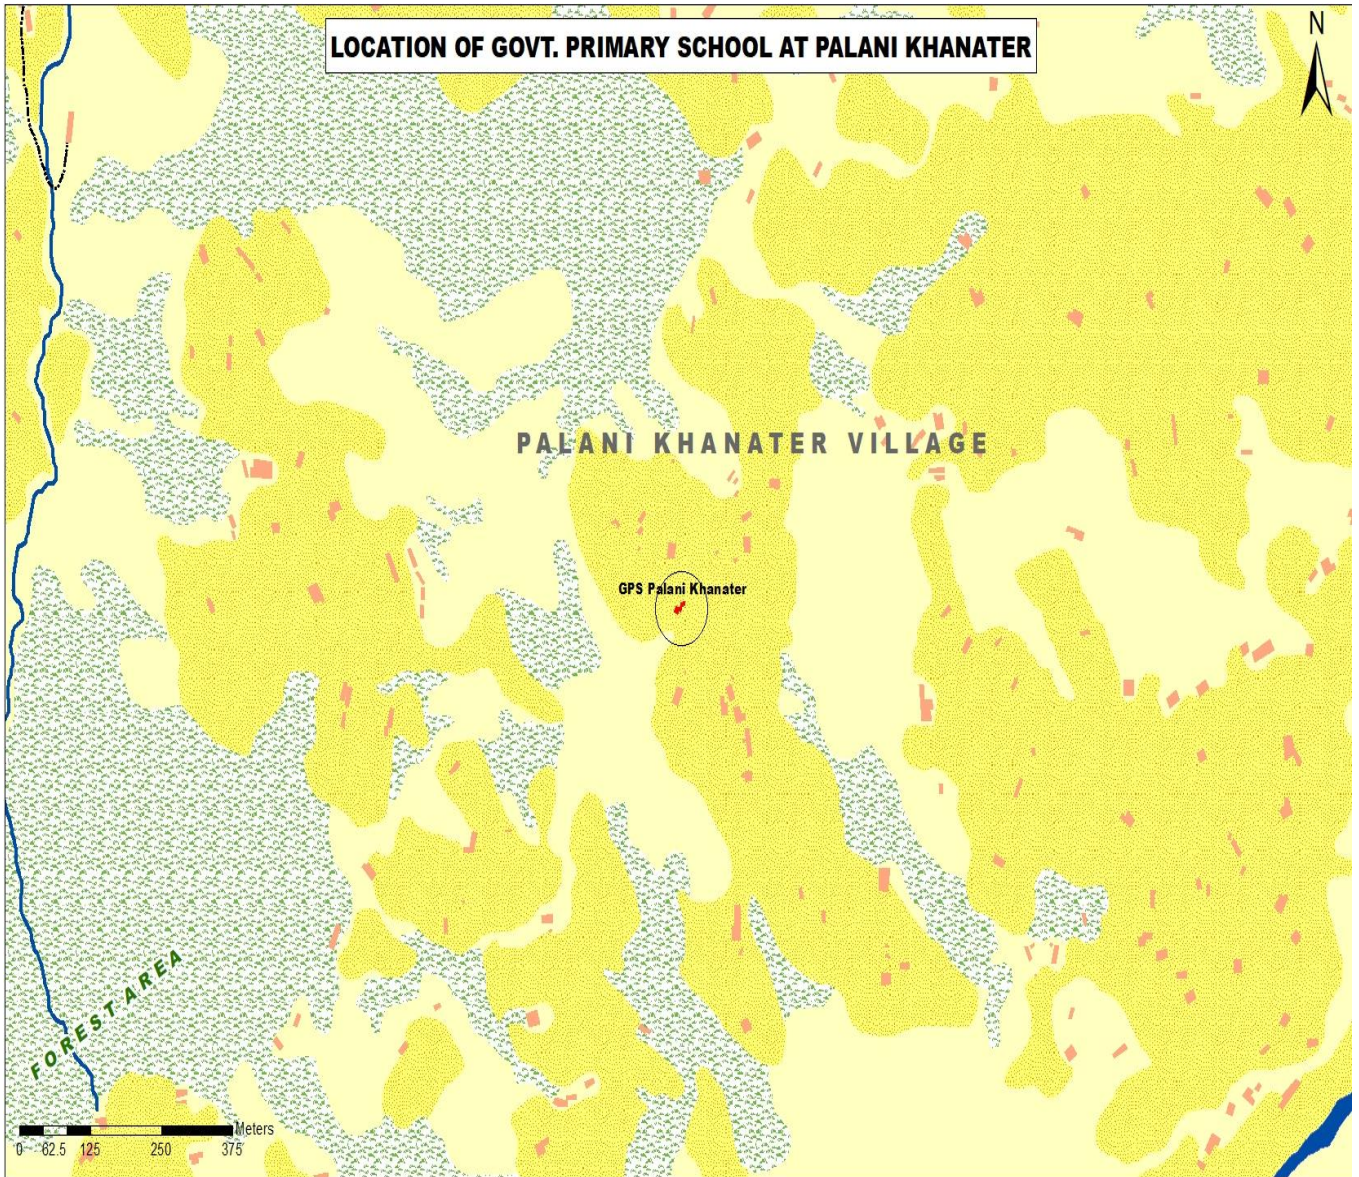 LOCATION OF GOVT. PRIMARY SCHOOL AT PALANI KHANATER
N
PALANI KHANATER VILLAGE
GPS Palani Khanater
FOREST AREA
Meters
0 62.5 125 250 375